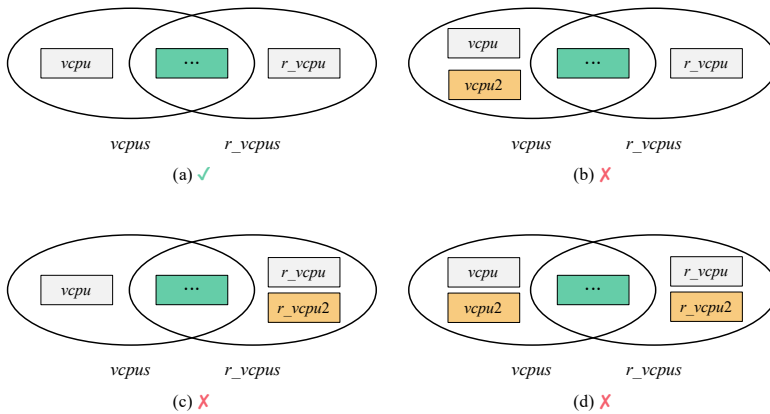 vcpu ... r_vcpu
vcpus r_vcpus
(a) ✓
vcpu
vcpu2 ... r_vcpu
vcpus r_vcpus
(b) ✗
vcpu ... r_vcpu
r_vcpu2
vcpus r_vcpus
(c) ✗
vcpu ... r_vcpu
vcpu2 r_vcpu2
vcpus r_vcpus
(d) ✗